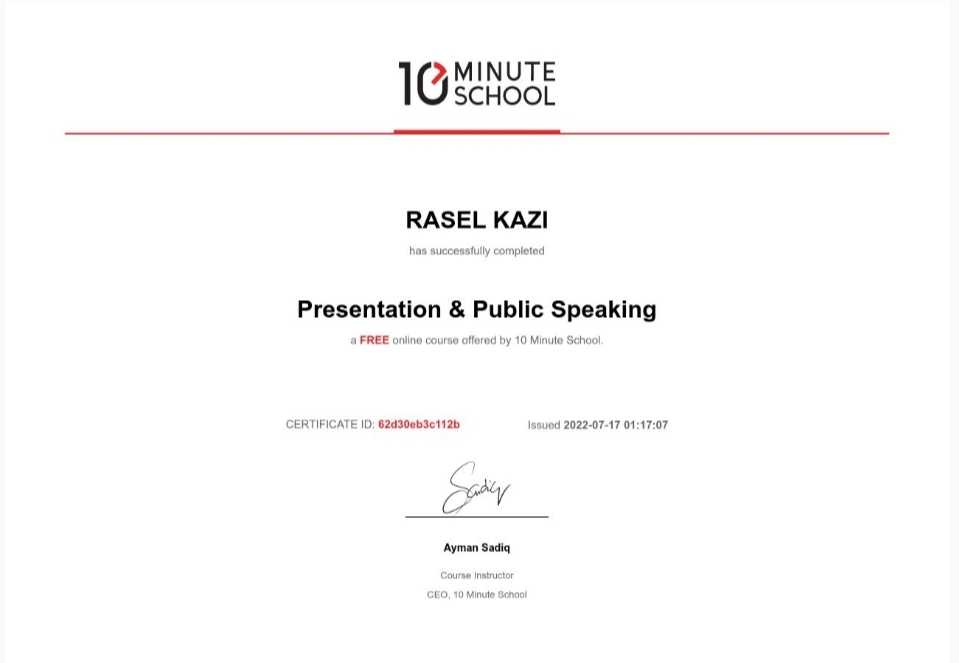 10 MINUTE
SCHOOL
RASEL KAZI
has successfully completed
Presentation & Public Speaking
a FREE online course offered by 10 Minute School.
CERTIFICATE ID: 62d30eb3c112b
Issued 2022-07-17 01:17:07
Sadiq
Ayman Sadiq
Course Instructor
CEO, 10 Minute School